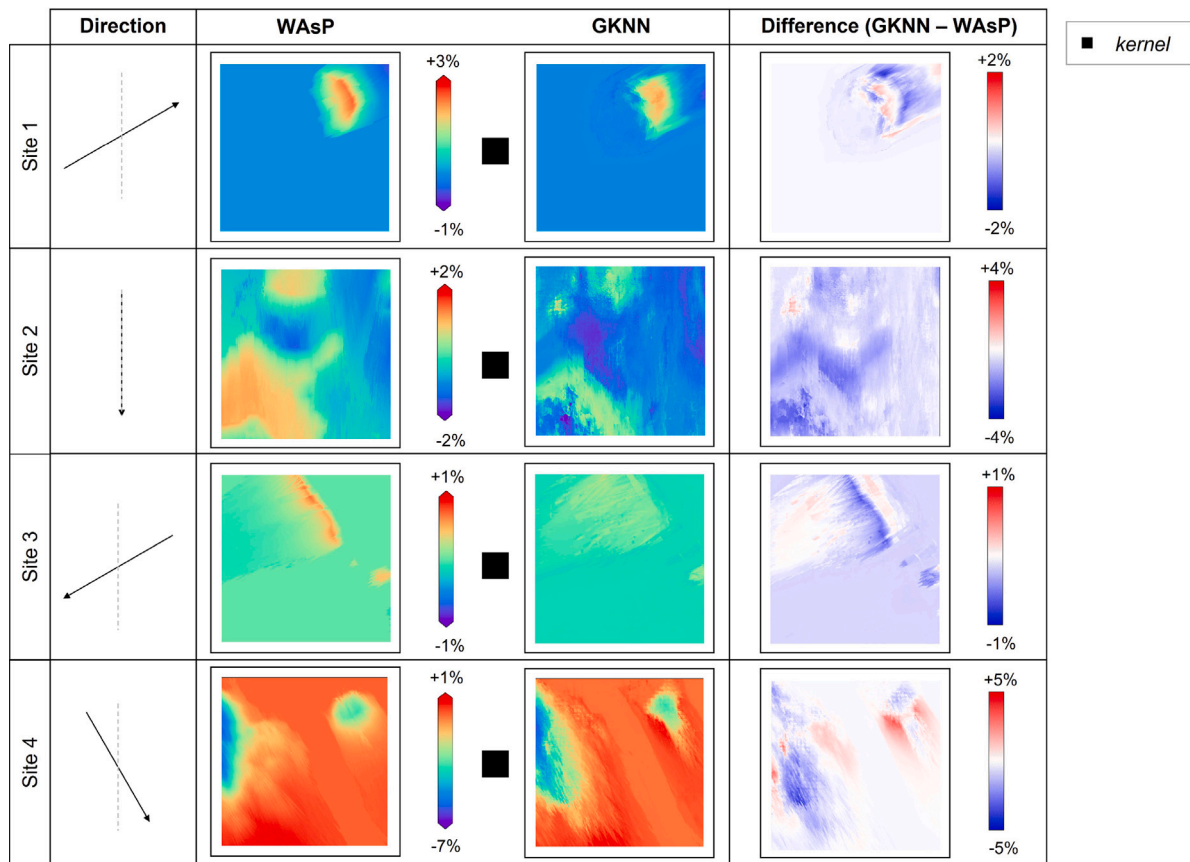 Direction
WAsP
GKNN
Difference (GKNN – WAsP)
kernel
Site 1
+3%
-1%
+2%
-2%
Site 2
+2%
-2%
+4%
-4%
Site 3
+1%
-1%
+1%
-1%
Site 4
+1%
-7%
+5%
-5%